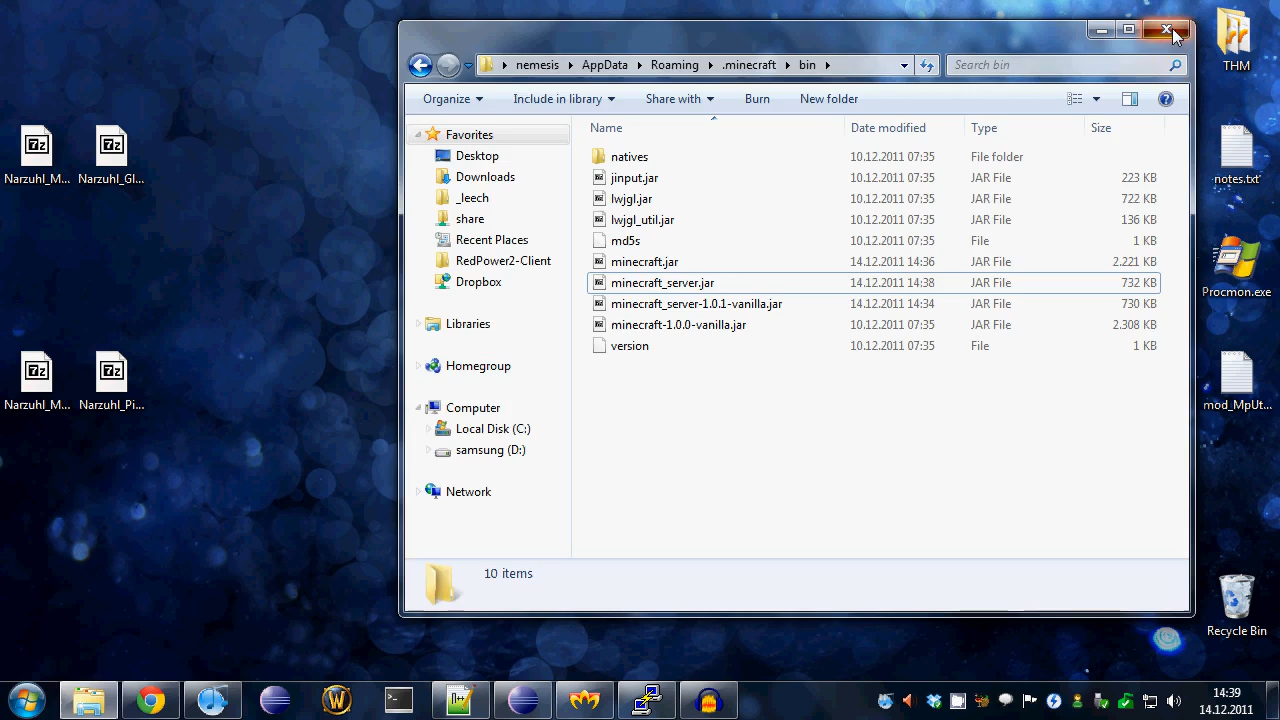 nemesis AppData Roaming .minecraft bin
Search bin
THM
Organize Include in library Share with Burn New folder
Name Date modified Type Size
Favorites
Desktop
Downloads
_leech
share
Recent Places
RedPower2-Client
Dropbox
Libraries
Homegroup
Computer
Local Disk (C:)
samsung (D:)
Network
natives 10.12.2011 07:35 File folder
jinput.jar 10.12.2011 07:35 JAR File 223 KB
lwjgl.jar 10.12.2011 07:35 JAR File 722 KB
lwjgl_util.jar 10.12.2011 07:35 JAR File 136 KB
md5s 10.12.2011 07:35 File 1 KB
minecraft.jar 14.12.2011 14:36 JAR File 2.221 KB
minecraft_server.jar 14.12.2011 14:38 JAR File 732 KB
minecraft_server-1.0.1-vanilla.jar 14.12.2011 14:34 JAR File 730 KB
minecraft-1.0.0-vanilla.jar 10.12.2011 07:35 JAR File 2.308 KB
version 10.12.2011 07:35 File 1 KB
10 items
7z
Narzuhl_M...
7z
Narzuhl_Gl...
7z
Narzuhl_M...
7z
Narzuhl_Pi...
notes.txt
Procmon.exe
mod_MpUt...
Recycle Bin
14:39
14.12.2011